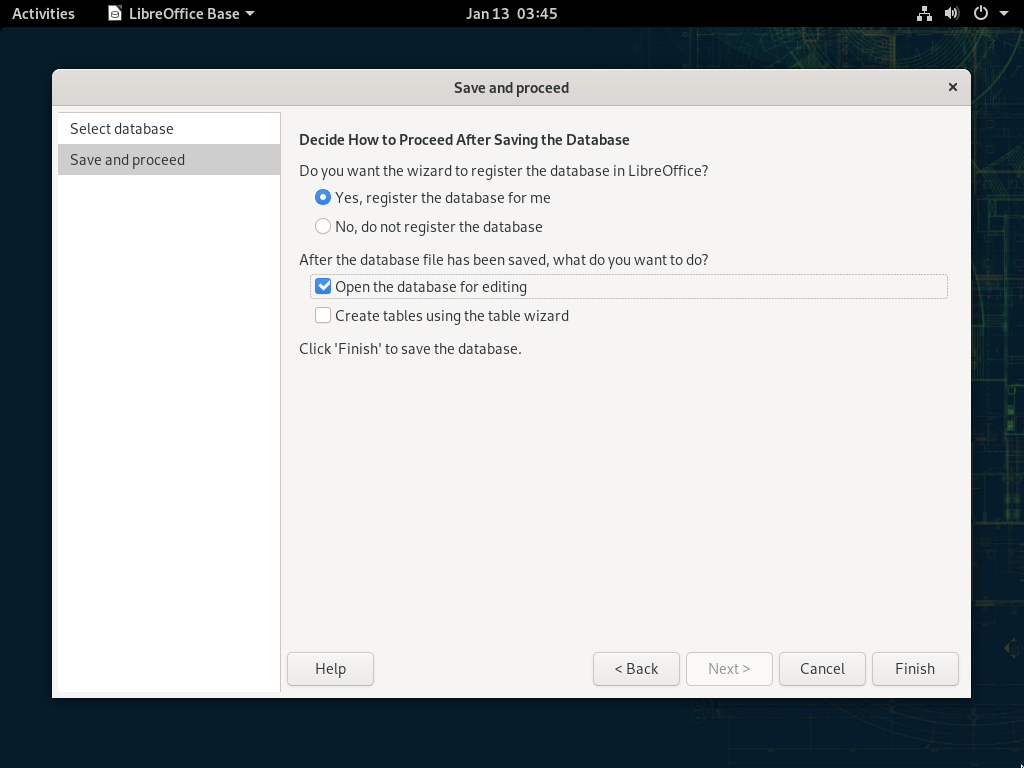 Activities
LibreOffice Base
Jan 13 03:45
Save and proceed
×
Select database
Save and proceed
Decide How to Proceed After Saving the Database
Do you want the wizard to register the database in LibreOffice?
Yes, register the database for me
No, do not register the database
After the database file has been saved, what do you want to do?
Open the database for editing
Create tables using the table wizard
Click 'Finish' to save the database.
Help
< Back
Next >
Cancel
Finish